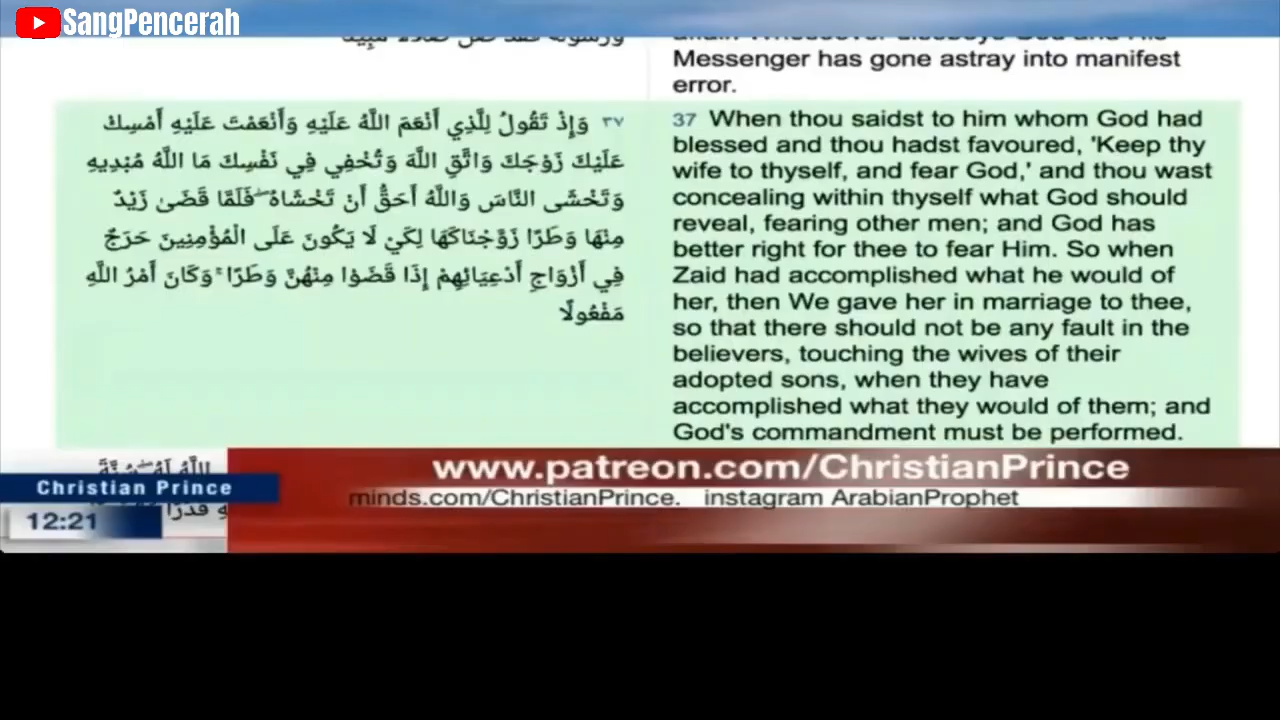 SangPencerah
Messenger has gone astray into manifest
error.
٣٧ وَإِذْ تَقُولُ لِلَّذِي أَنْعَمَ اللَّهُ عَلَيْهِ وَأَنْعَمْتَ عَلَيْهِ أَمْسِكْ
عَلَيْكَ زَوْجَكَ وَاتَّقِ اللَّهَ وَتُخْفِي فِي نَفْسِكَ مَا اللَّهُ مُبْدِيهِ
وَتَخْشَى النَّاسَ وَاللَّهُ أَحَقُّ أَنْ تَخْشَاهُ ۖ فَلَمَّا قَضَىٰ زَيْدٌ
مِنْهَا وَطَرًا زَوَّجْنَاكَهَا لِكَيْ لَا يَكُونَ عَلَى الْمُؤْمِنِينَ حَرَجٌ
فِي أَزْوَاجِ أَدْعِيَائِهِمْ إِذَا قَضَوْا مِنْهُنَّ وَطَرًا ۚ وَكَانَ أَمْرُ اللَّهِ
مَفْعُولًا
37 When thou saidst to him whom God had
blessed and thou hadst favoured, 'Keep thy
wife to thyself, and fear God,' and thou wast
concealing within thyself what God should
reveal, fearing other men; and God has
better right for thee to fear Him. So when
Zaid had accomplished what he would of
her, then We gave her in marriage to thee,
so that there should not be any fault in the
believers, touching the wives of their
adopted sons, when they have
accomplished what they would of them; and
God's commandment must be performed.
www.patreon.com/ChristianPrince
Christian Prince
minds.com/ChristianPrince. instagram ArabianProphet
12:21